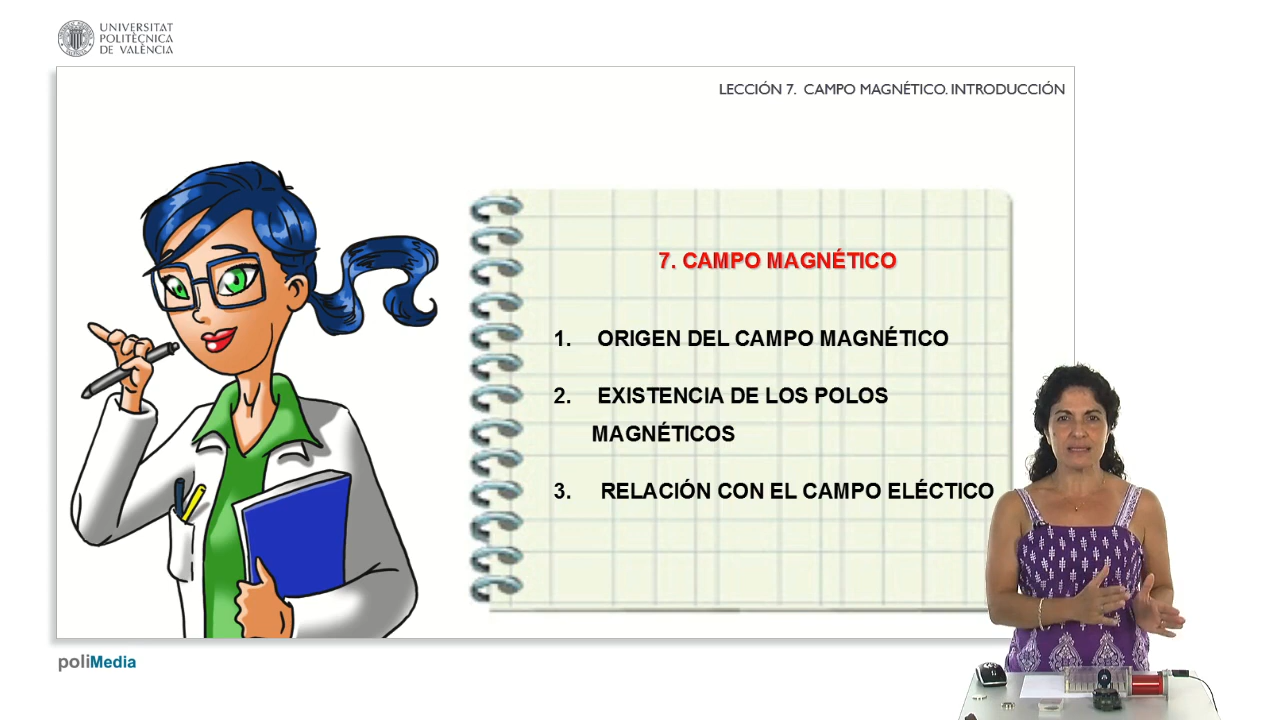 UNIVERSITAT
POLITÈCNICA
DE VALÈNCIA
LECCIÓN 7. CAMPO MAGNÉTICO. INTRODUCCIÓN
7. CAMPO MAGNÉTICO
1. ORIGEN DEL CAMPO MAGNÉTICO
2. EXISTENCIA DE LOS POLOS
MAGNÉTICOS
3. RELACIÓN CON EL CAMPO ELÉCTICO
poliMedia